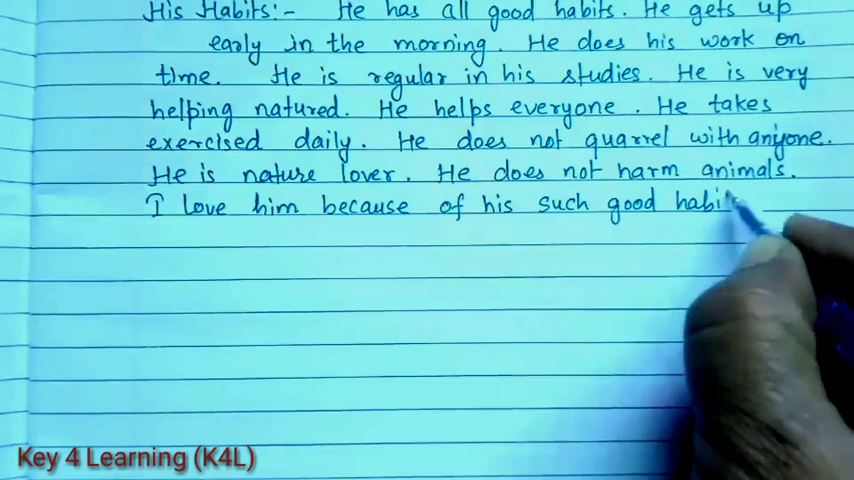 His Habits:- He has all good habits. He gets up
early in the morning. He does his work on
time. He is regular in his studies. He is very
helping natured. He helps everyone. He takes
exercised daily. He does not quarrel with anyone.
He is nature lover. He does not harm animals.
I love him because of his such good habit
Key 4 Learning (K4L)